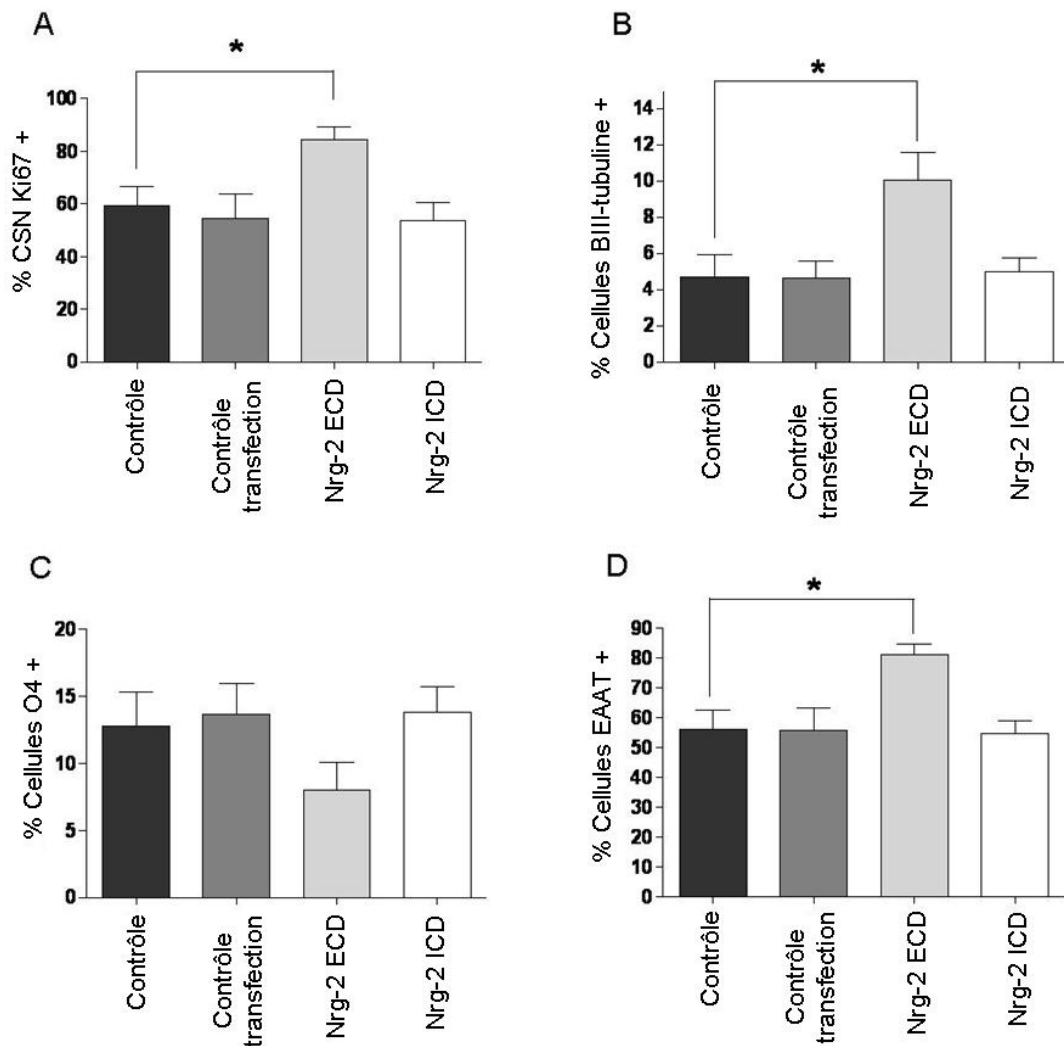 A
*
% CSN Ki67 +
100
80
60
40
20
0
Contrôle
Contrôle
transfection
Nrg-2 ECD
Nrg-2 ICD
B
*
% Cellules BIII-tubuline +
14
12
10
8
6
4
2
0
Contrôle
Contrôle
transfection
Nrg-2 ECD
Nrg-2 ICD
C
% Cellules O4 +
20
15
10
5
0
Contrôle
Contrôle
transfection
Nrg-2 ECD
Nrg-2 ICD
D
*
% Cellules EAAT +
90
80
70
60
50
40
30
20
10
0
Contrôle
Contrôle
transfection
Nrg-2 ECD
Nrg-2 ICD